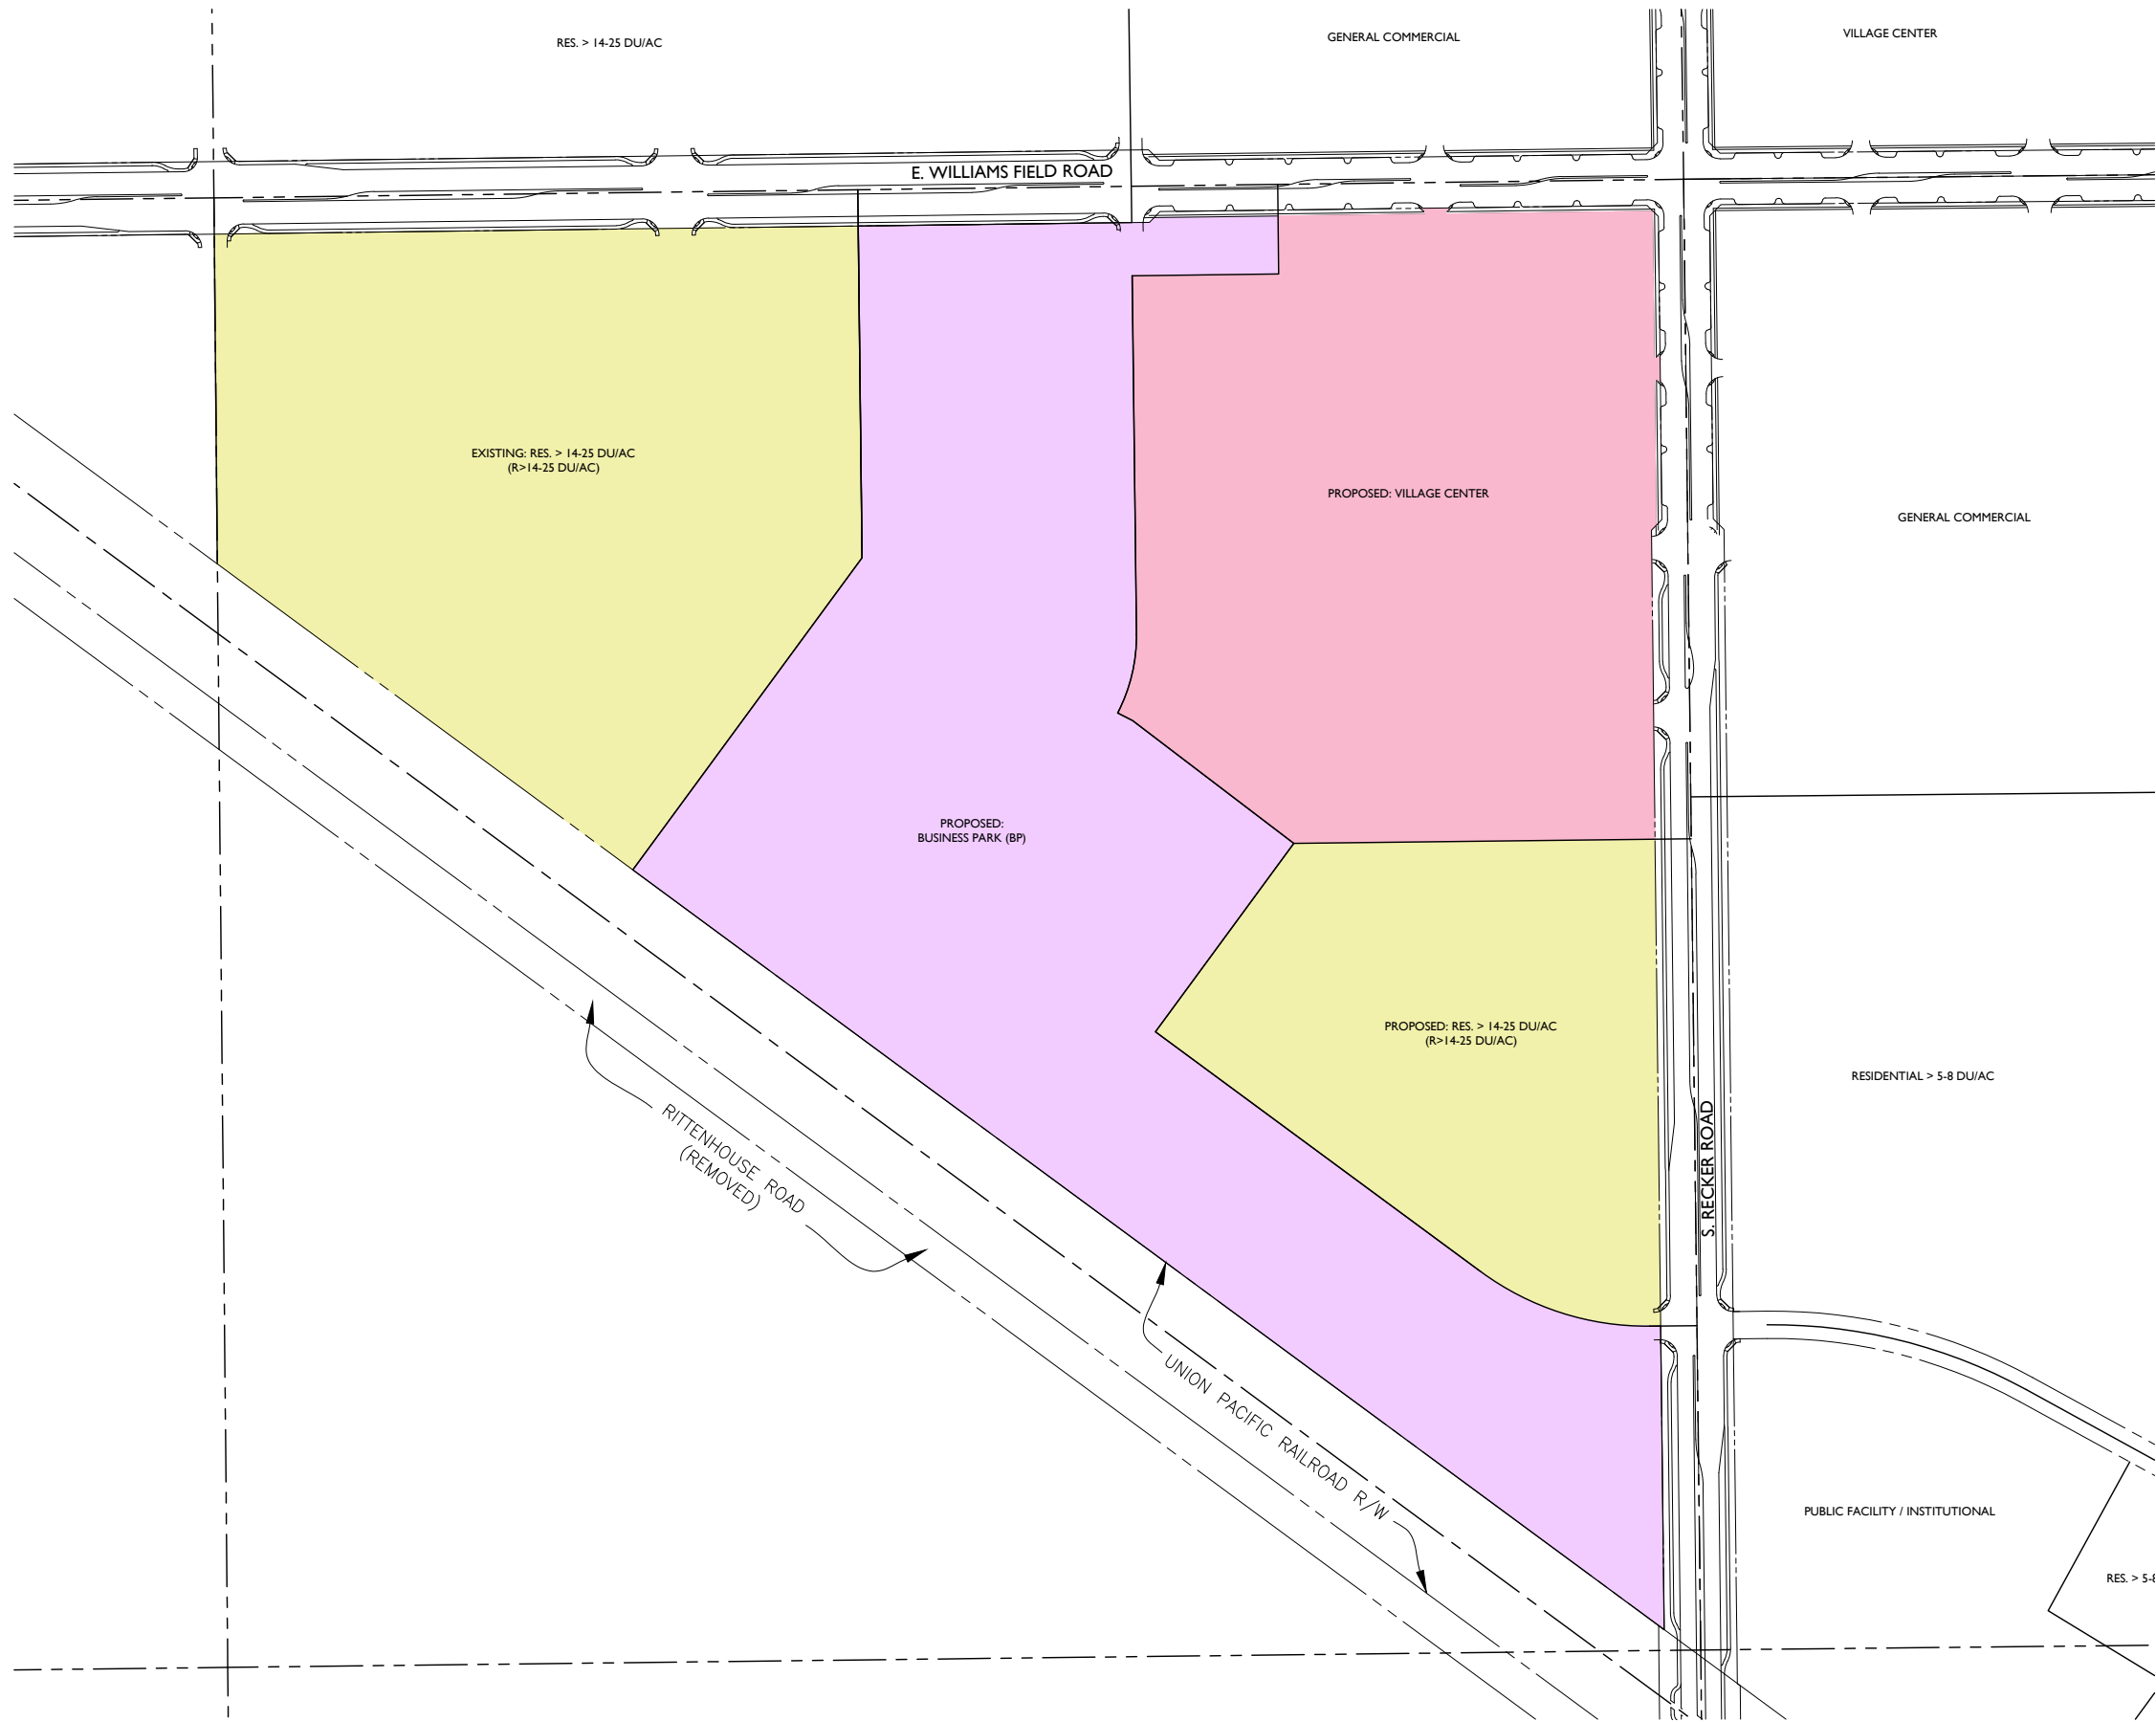 RES. > 14-25 DU/AC
GENERAL COMMERCIAL
VILLAGE CENTER
E. WILLIAMS FIELD ROAD
EXISTING: RES. > 14-25 DU/AC
(R>14-25 DU/AC)
PROPOSED: VILLAGE CENTER
GENERAL COMMERCIAL
PROPOSED:
BUSINESS PARK (BP)
PROPOSED: RES. > 14-25 DU/AC
(R>14-25 DU/AC)
RESIDENTIAL > 5-8 DU/AC
S. RECKER ROAD
RITTENHOUSE ROAD
(REMOVED)
UNION PACIFIC RAILROAD R/W
PUBLIC FACILITY / INSTITUTIONAL
RES. > 5-8